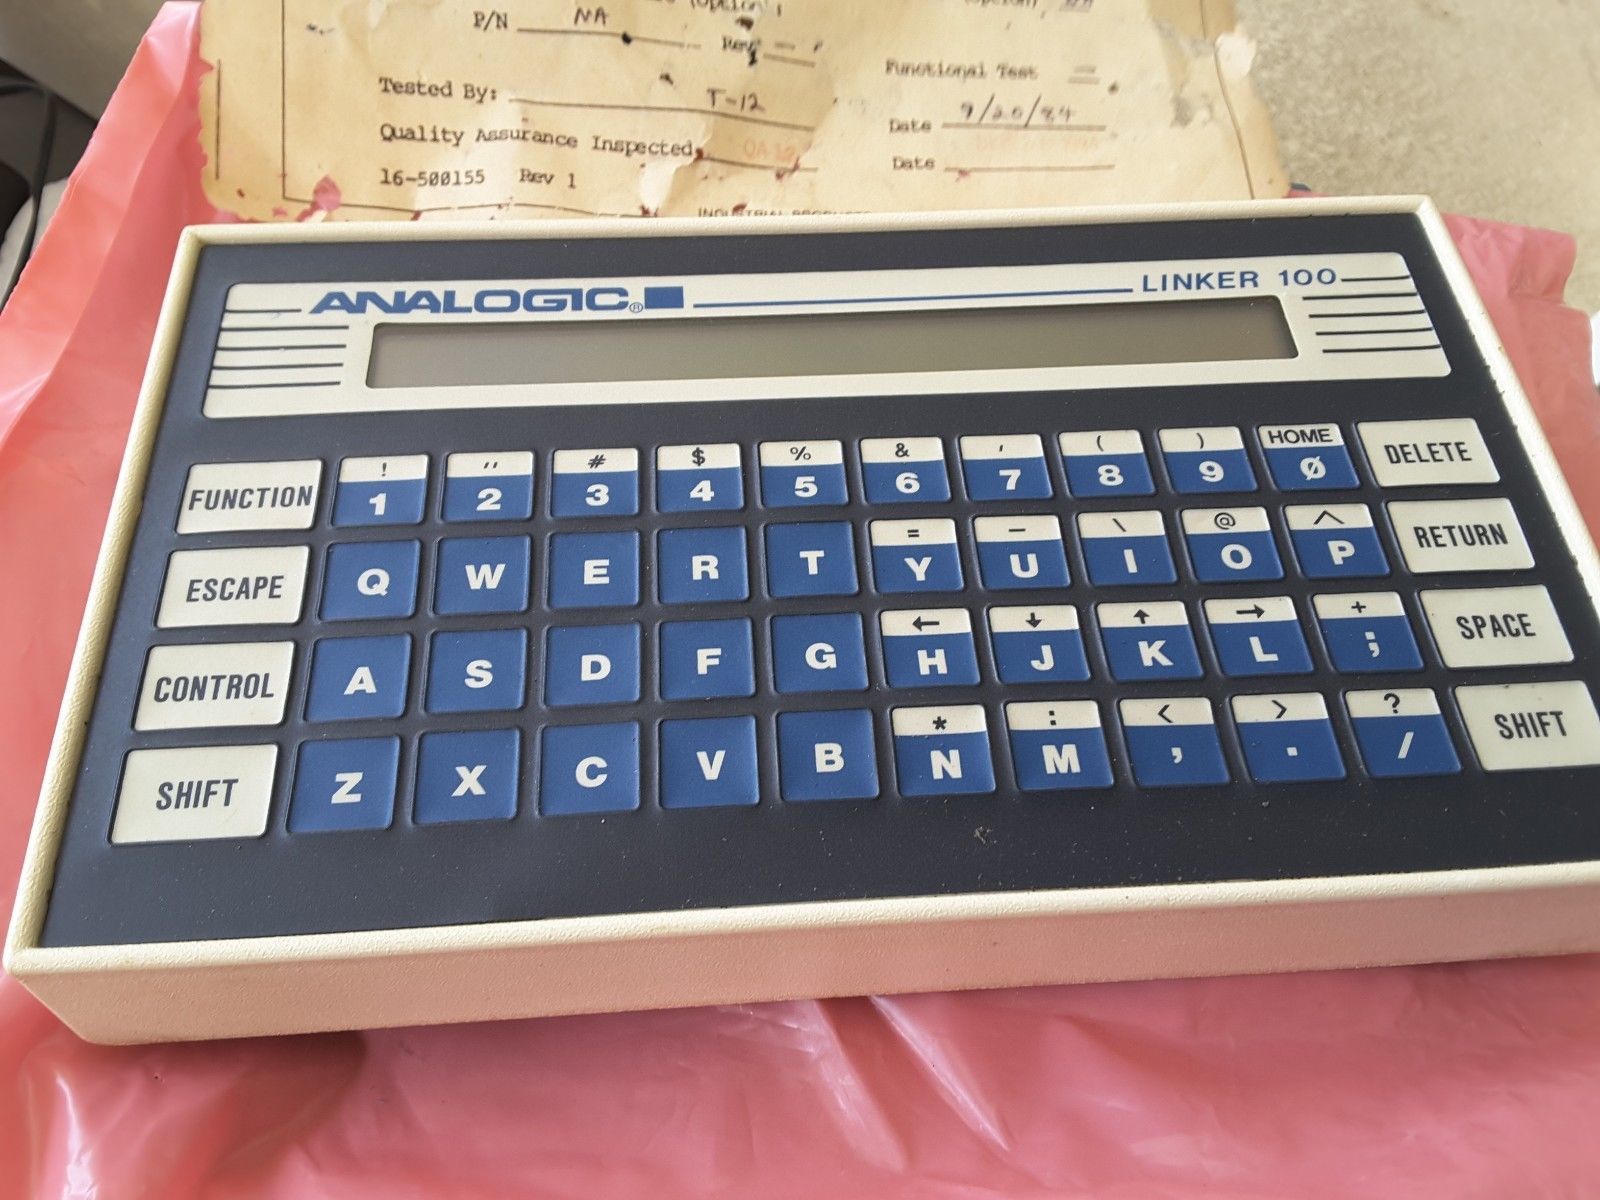 (Option)
P/N NA Rev —
Functional Test
Tested By: T-12 Date 9/20/84
Quality Assurance Inspected Date
16-500155 Rev 1
ANALOGIC® LINKER 100
FUNCTION ! 1 " 2 # 3 $ 4 % 5 & 6 ' 7 ( 8 ) 9 HOME Ø DELETE
ESCAPE Q W E R T = Y - U \ I @ O ^ P RETURN
CONTROL A S D F G ← H ↓ J ↑ K → L + ; SPACE
SHIFT Z X C V B * N : M < , > . ? / SHIFT